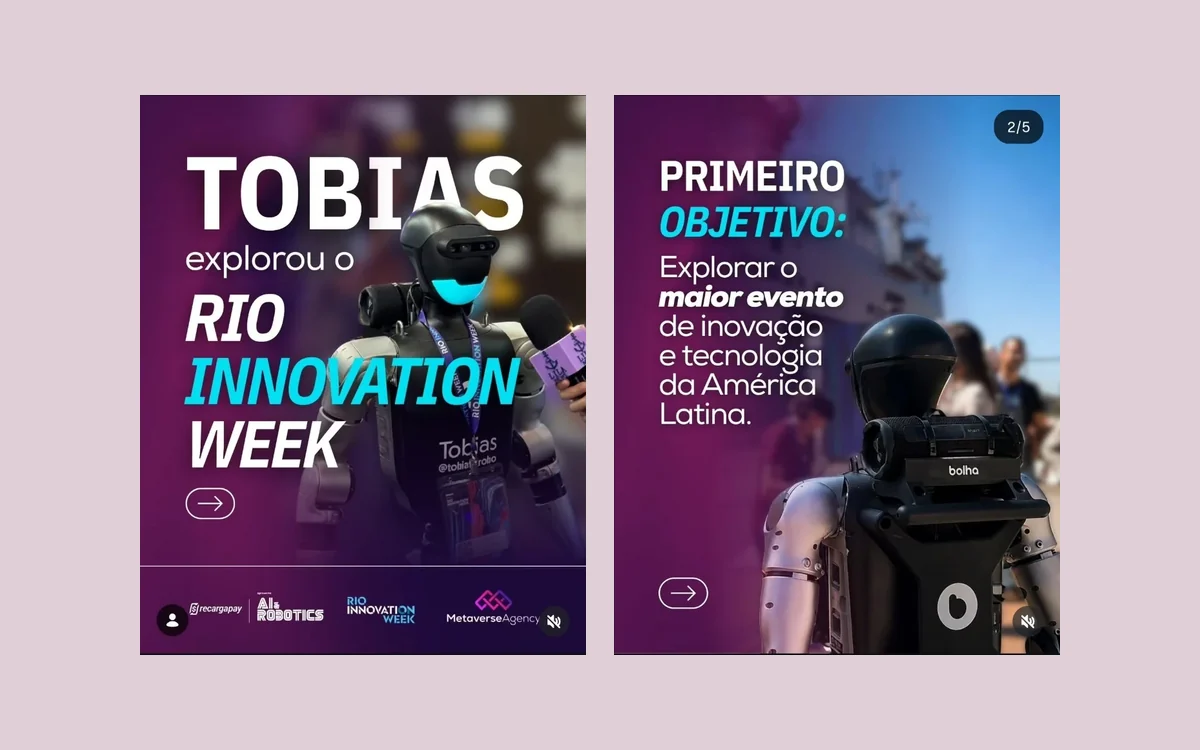 TOBIAS
explorou o
RIO
INNOVATION
WEEK
Tobias
recargapay
AI &
ROBOTICS
RIO
INNOVATION
WEEK
MetaverseAgency
2/5
PRIMEIRO
OBJETIVO:
Explorar o
maior evento
de inovação
e tecnologia
da América
Latina.
bolha